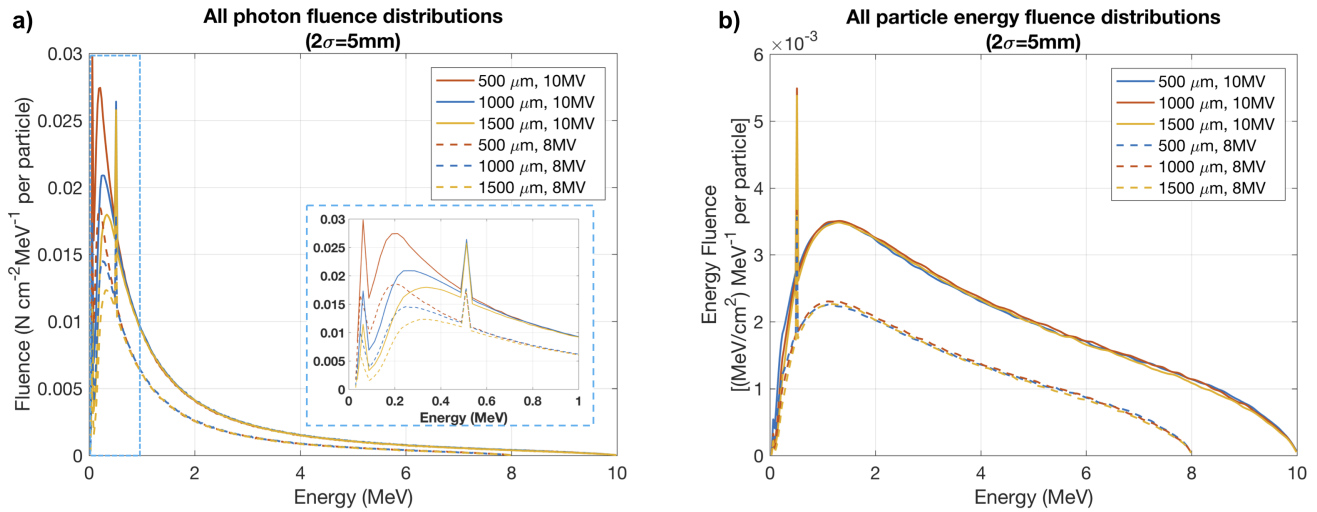 a)
All photon fluence distributions
(2σ=5mm)
0.03
0.025
0.02
0.015
0.01
0.005
0
Fluence (N cm⁻²MeV⁻¹ per particle)
500 μm, 10MV
1000 μm, 10MV
1500 μm, 10MV
500 μm, 8MV
1000 μm, 8MV
1500 μm, 8MV
0.03
0.025
0.02
0.015
0.01
0.005
0
0 0.2 0.4 0.6 0.8 1
Energy (MeV)
0 2 4 6 8 10
Energy (MeV)
b)
All particle energy fluence distributions
(2σ=5mm)
×10⁻³
6
5
4
3
2
1
0
Energy Fluence
[(MeV/cm²) MeV⁻¹ per particle]
500 μm, 10MV
1000 μm, 10MV
1500 μm, 10MV
500 μm, 8MV
1000 μm, 8MV
1500 μm, 8MV
0 2 4 6 8 10
Energy (MeV)